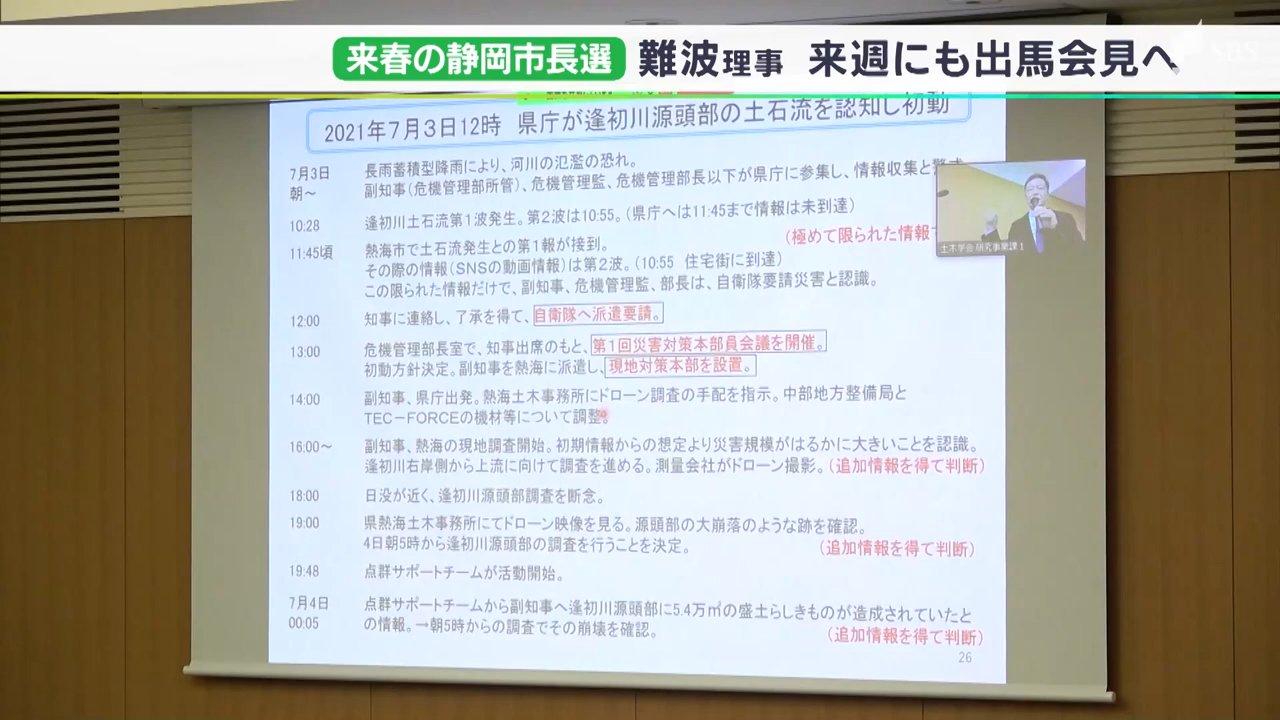 来春の静岡市長選 難波理事 来週にも出馬会見へ
SBS
2021年7月3日12時 県庁が逢初川源頭部の土石流を認知し初動
7月3日 長雨蓄積型降雨により、河川の氾濫の恐れ。
朝～ 副知事(危機管理部所管)、危機管理監、危機管理部長以下が県庁に参集し、情報収集と警戒
10:28 逢初川土石流第1波発生。第2波は10:55。(県庁へは11:45まで情報は未到達)
(極めて限られた情報で
土木学会 研究事業課1
11:45頃 熱海市で土石流発生との第1報が接到。
その際の情報(SNSの動画情報)は第2波。(10:55 住宅街に到達)
この限られた情報だけで、副知事、危機管理監、部長は、自衛隊要請災害と認識。
12:00 知事に連絡し、了承を得て、自衛隊へ派遣要請。
13:00 危機管理部長室で、知事出席のもと、第1回災害対策本部員会議を開催。
初動方針決定。副知事を熱海に派遣し、現地対策本部を設置。
14:00 副知事、県庁出発。熱海土木事務所にドローン調査の手配を指示。中部地方整備局と
TEC－FORCEの機材等について調整。
16:00～ 副知事、熱海の現地調査開始。初期情報からの想定より災害規模がはるかに大きいことを認識。
逢初川右岸側から上流に向けて調査を進める。測量会社がドローン撮影。(追加情報を得て判断)
18:00 日没が近く、逢初川源頭部調査を断念。
19:00 県熱海土木事務所にてドローン映像を見る。源頭部の大崩落のような跡を確認。
4日朝5時から逢初川源頭部の調査を行うことを決定。 (追加情報を得て判断)
19:48 点群サポートチームが活動開始。
7月4日 点群サポートチームから副知事へ逢初川源頭部に5.4万㎥の盛土らしきものが造成されていたと
00:05 の情報。→朝5時からの調査でその崩壊を確認。 (追加情報を得て判断)
26